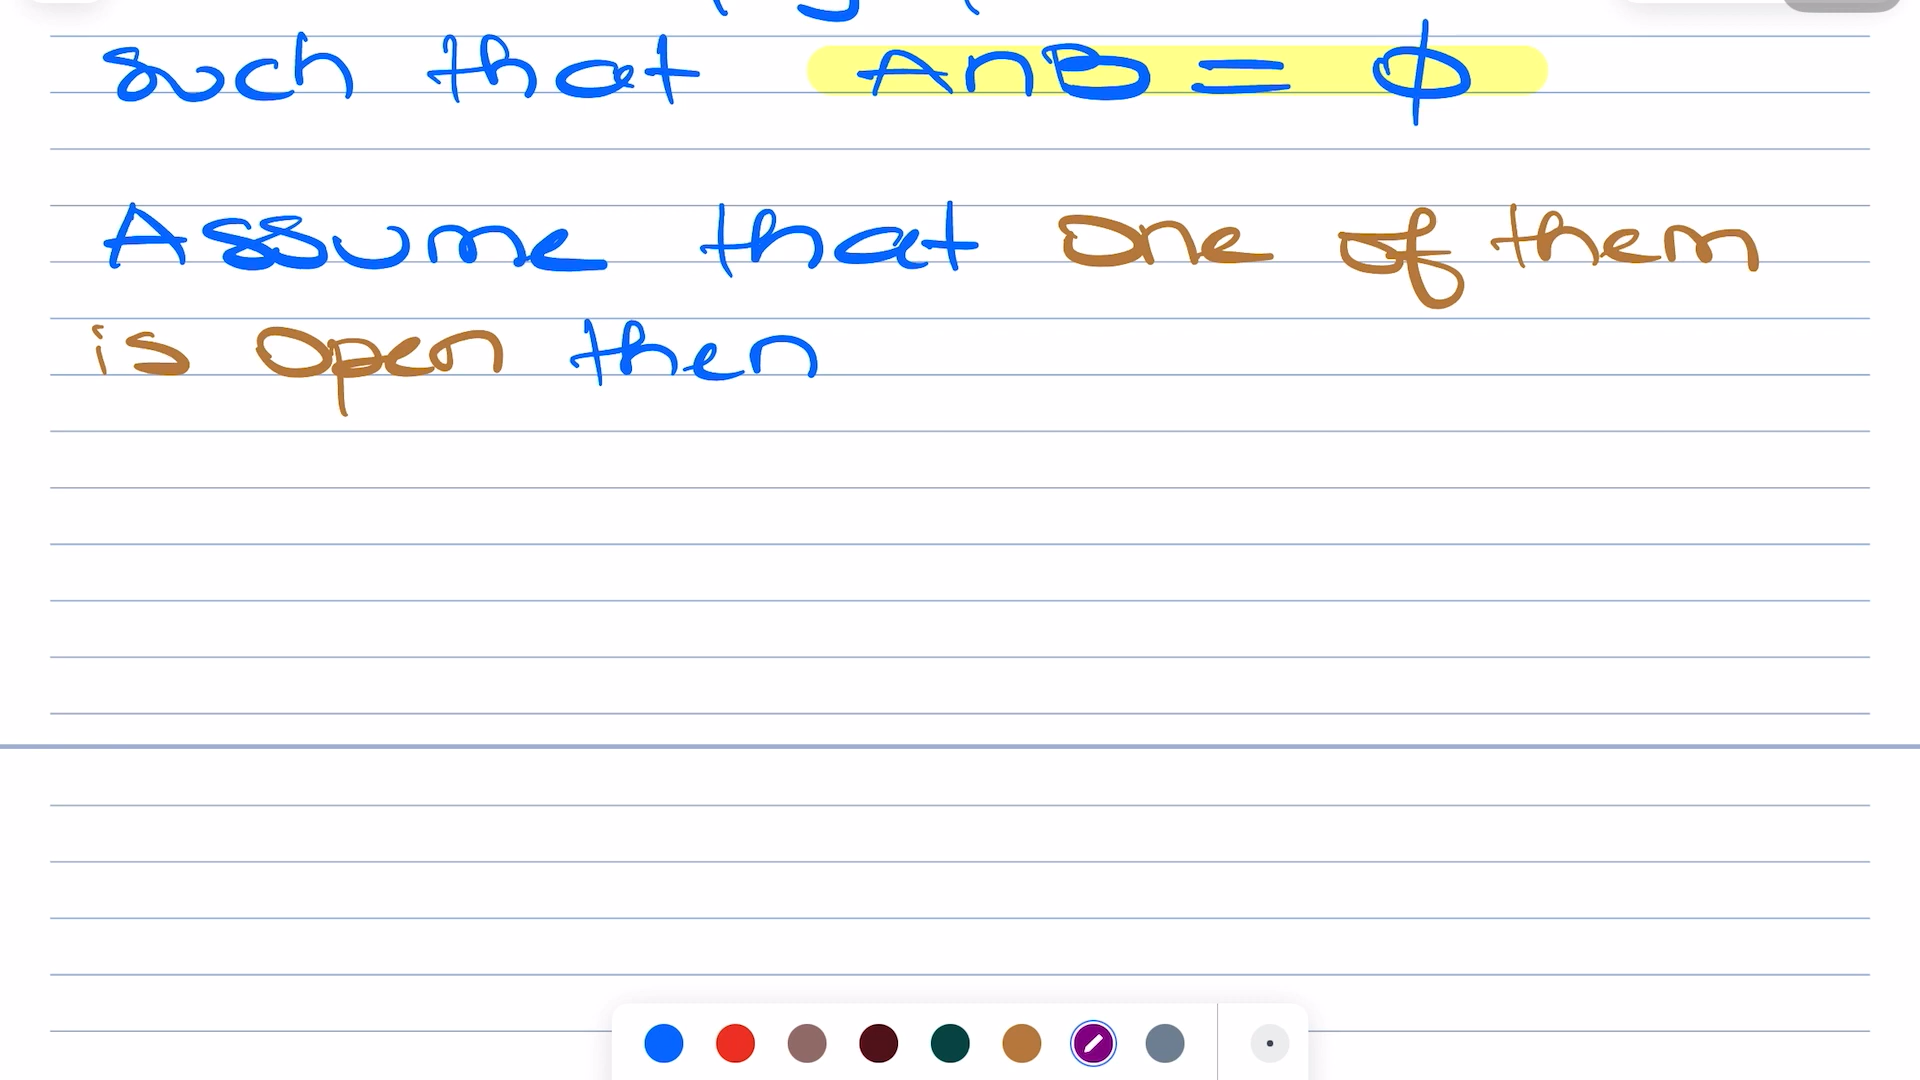 such that A∩B = ϕ
Assume that one of them
is open then